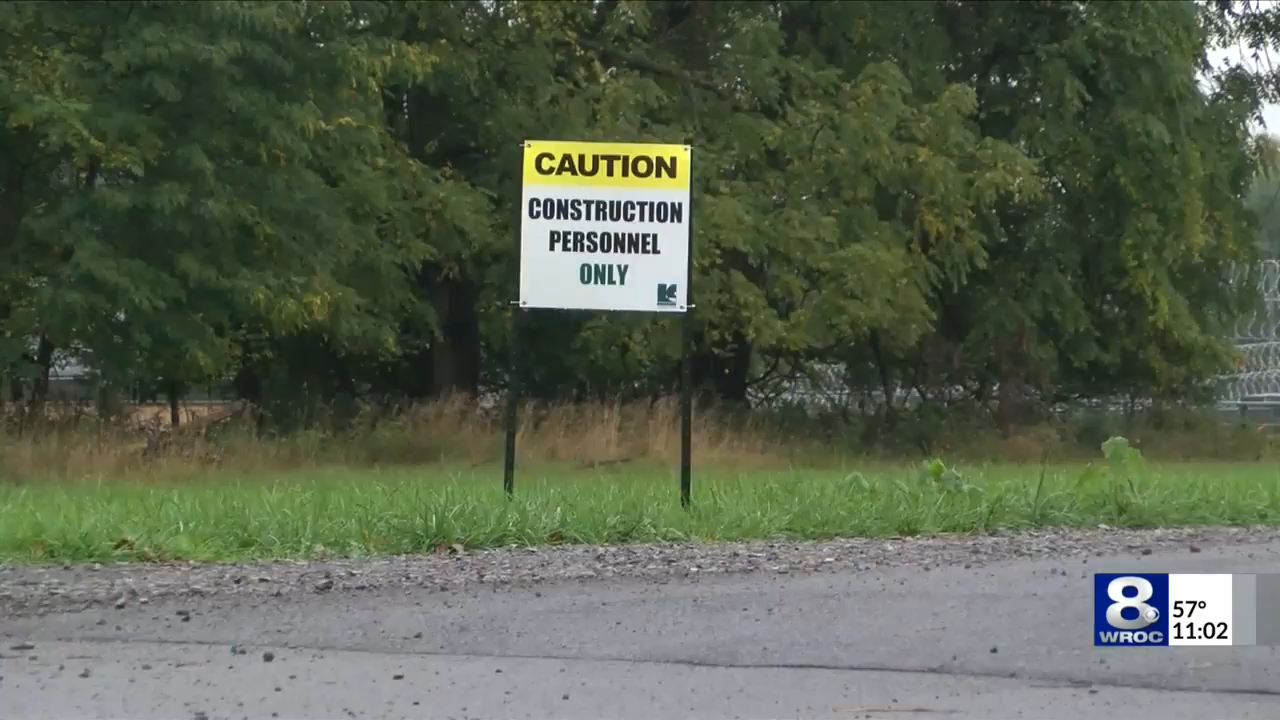 CAUTION
CONSTRUCTION
PERSONNEL
ONLY
8
WROC
57°
11:02